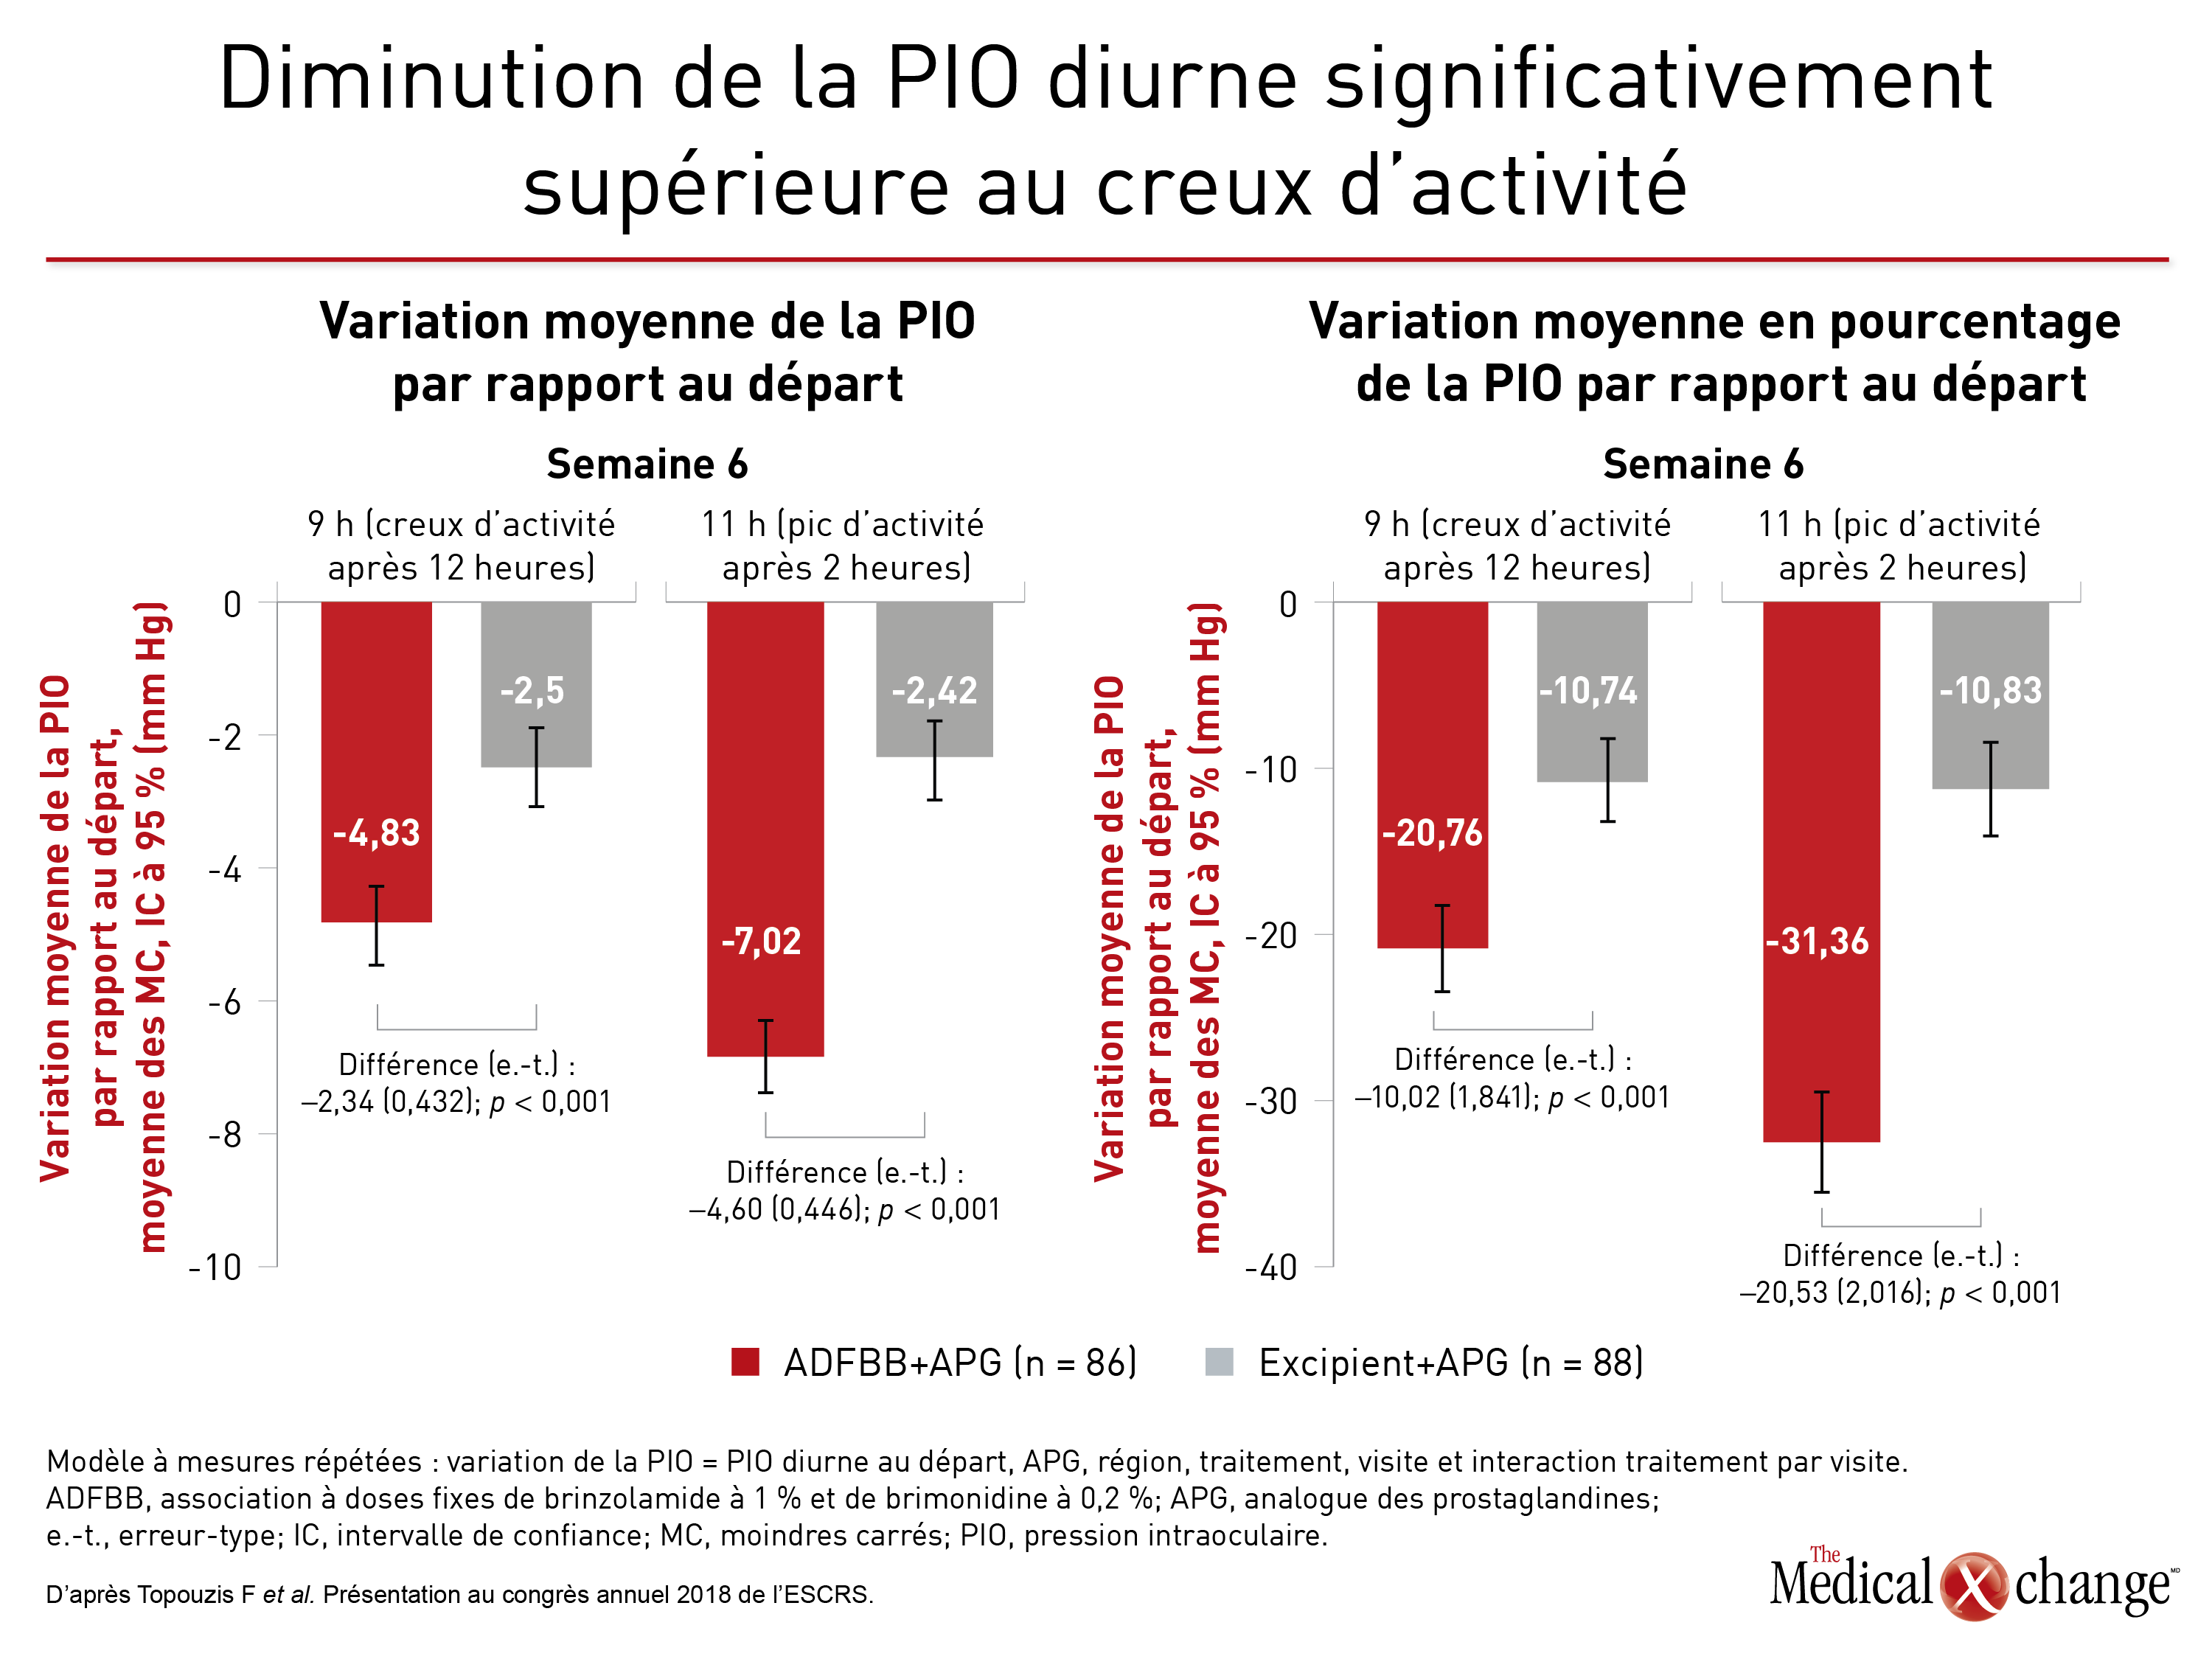 Diminution de la PIO diurne significativement
supérieure au creux d’activité
Variation moyenne de la PIO
par rapport au départ
Semaine 6
9 h (creux d’activité
après 12 heures)
11 h (pic d’activité
après 2 heures)
Variation moyenne de la PIO
par rapport au départ,
moyenne des MC, IC à 95 % (mm Hg)
0
-2
-4
-6
-8
-10
-4,83
-2,5
-7,02
-2,42
Différence (e.-t.) :
–2,34 (0,432); p < 0,001
Différence (e.-t.) :
–4,60 (0,446); p < 0,001
Variation moyenne en pourcentage
de la PIO par rapport au départ
Semaine 6
9 h (creux d’activité
après 12 heures)
11 h (pic d’activité
après 2 heures)
Variation moyenne de la PIO
par rapport au départ,
moyenne des MC, IC à 95 % (mm Hg)
0
-10
-20
-30
-40
-20,76
-10,74
-31,36
-10,83
Différence (e.-t.) :
–10,02 (1,841); p < 0,001
Différence (e.-t.) :
–20,53 (2,016); p < 0,001
ADFBB+APG (n = 86)
Excipient+APG (n = 88)
Modèle à mesures répétées : variation de la PIO = PIO diurne au départ, APG, région, traitement, visite et interaction traitement par visite.
ADFBB, association à doses fixes de brinzolamide à 1 % et de brimonidine à 0,2 %; APG, analogue des prostaglandines;
e.-t., erreur-type; IC, intervalle de confiance; MC, moindres carrés; PIO, pression intraoculaire.
D’après Topouzis F et al. Présentation au congrès annuel 2018 de l’ESCRS.
The
Medical Xchange MD